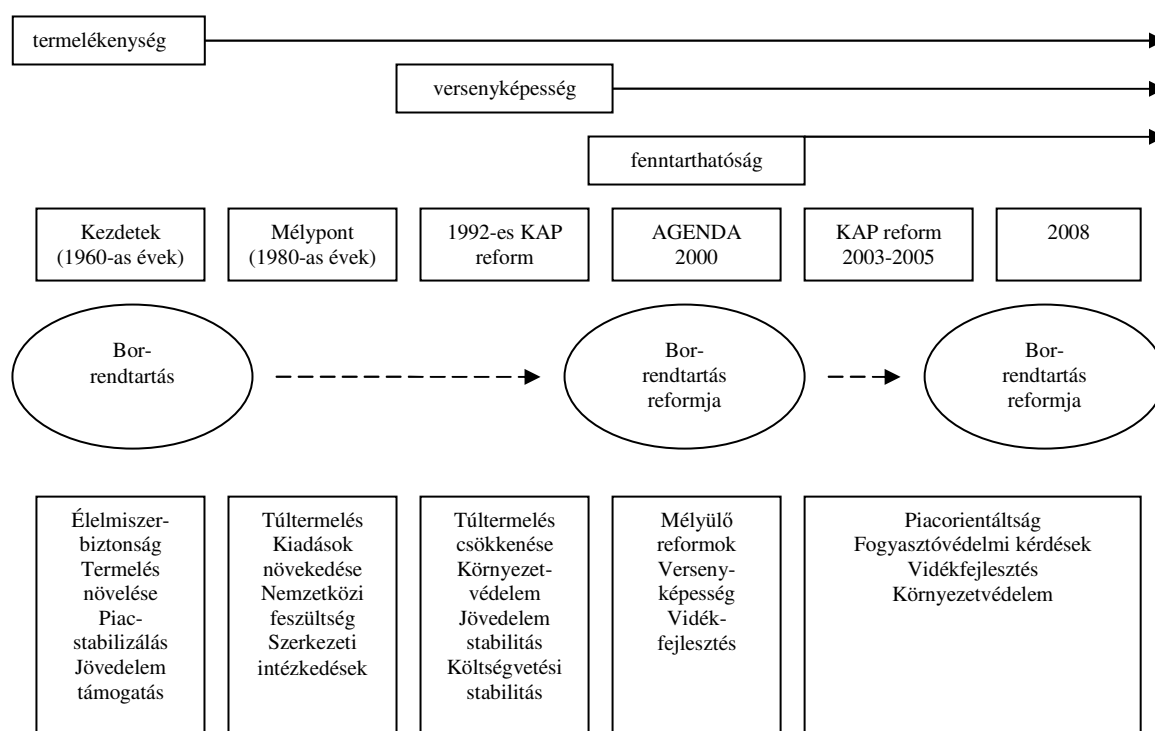 termelékenység
versenyképesség
fenntarthatóság
Kezdetek
(1960-as évek)
Mélypont
(1980-as évek)
1992-es KAP
reform
AGENDA
2000
KAP reform
2003-2005
2008
Bor-
rendtartás
Bor-
rendtartás
reformja
Bor-
rendtartás
reformja
Élelmiszer-
biztonság
Termelés
növelése
Piac-
stabilizálás
Jövedelem
támogatás
Túltermelés
Kiadások
növekedése
Nemzetközi
feszültség
Szerkezeti
intézkedések
Túltermelés
csökkenése
Környezet-
védelem
Jövedelem
stabilitás
Költségvetési
stabilitás
Mélyülő
reformok
Verseny-
képesség
Vidék-
fejlesztés
Piacorientáltság
Fogyasztóvédelmi kérdések
Vidékfejlesztés
Környezetvédelem